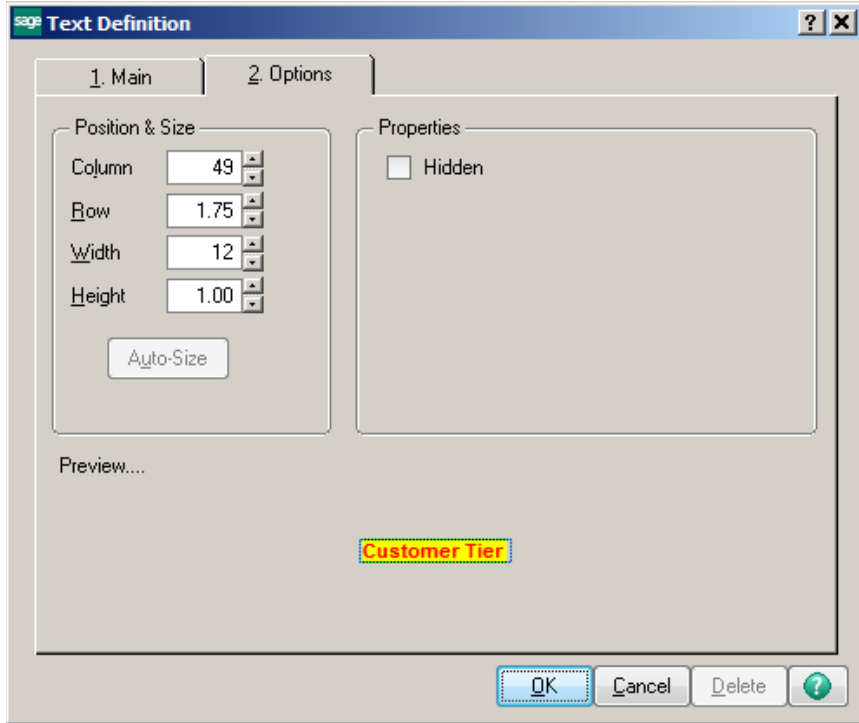 sage Text Definition
1. Main
2. Options
Position & Size
Column 49
Row 1.75
Width 12
Height 1.00
Auto-Size
Properties
Hidden
Preview....
Customer Tier
OK Cancel Delete